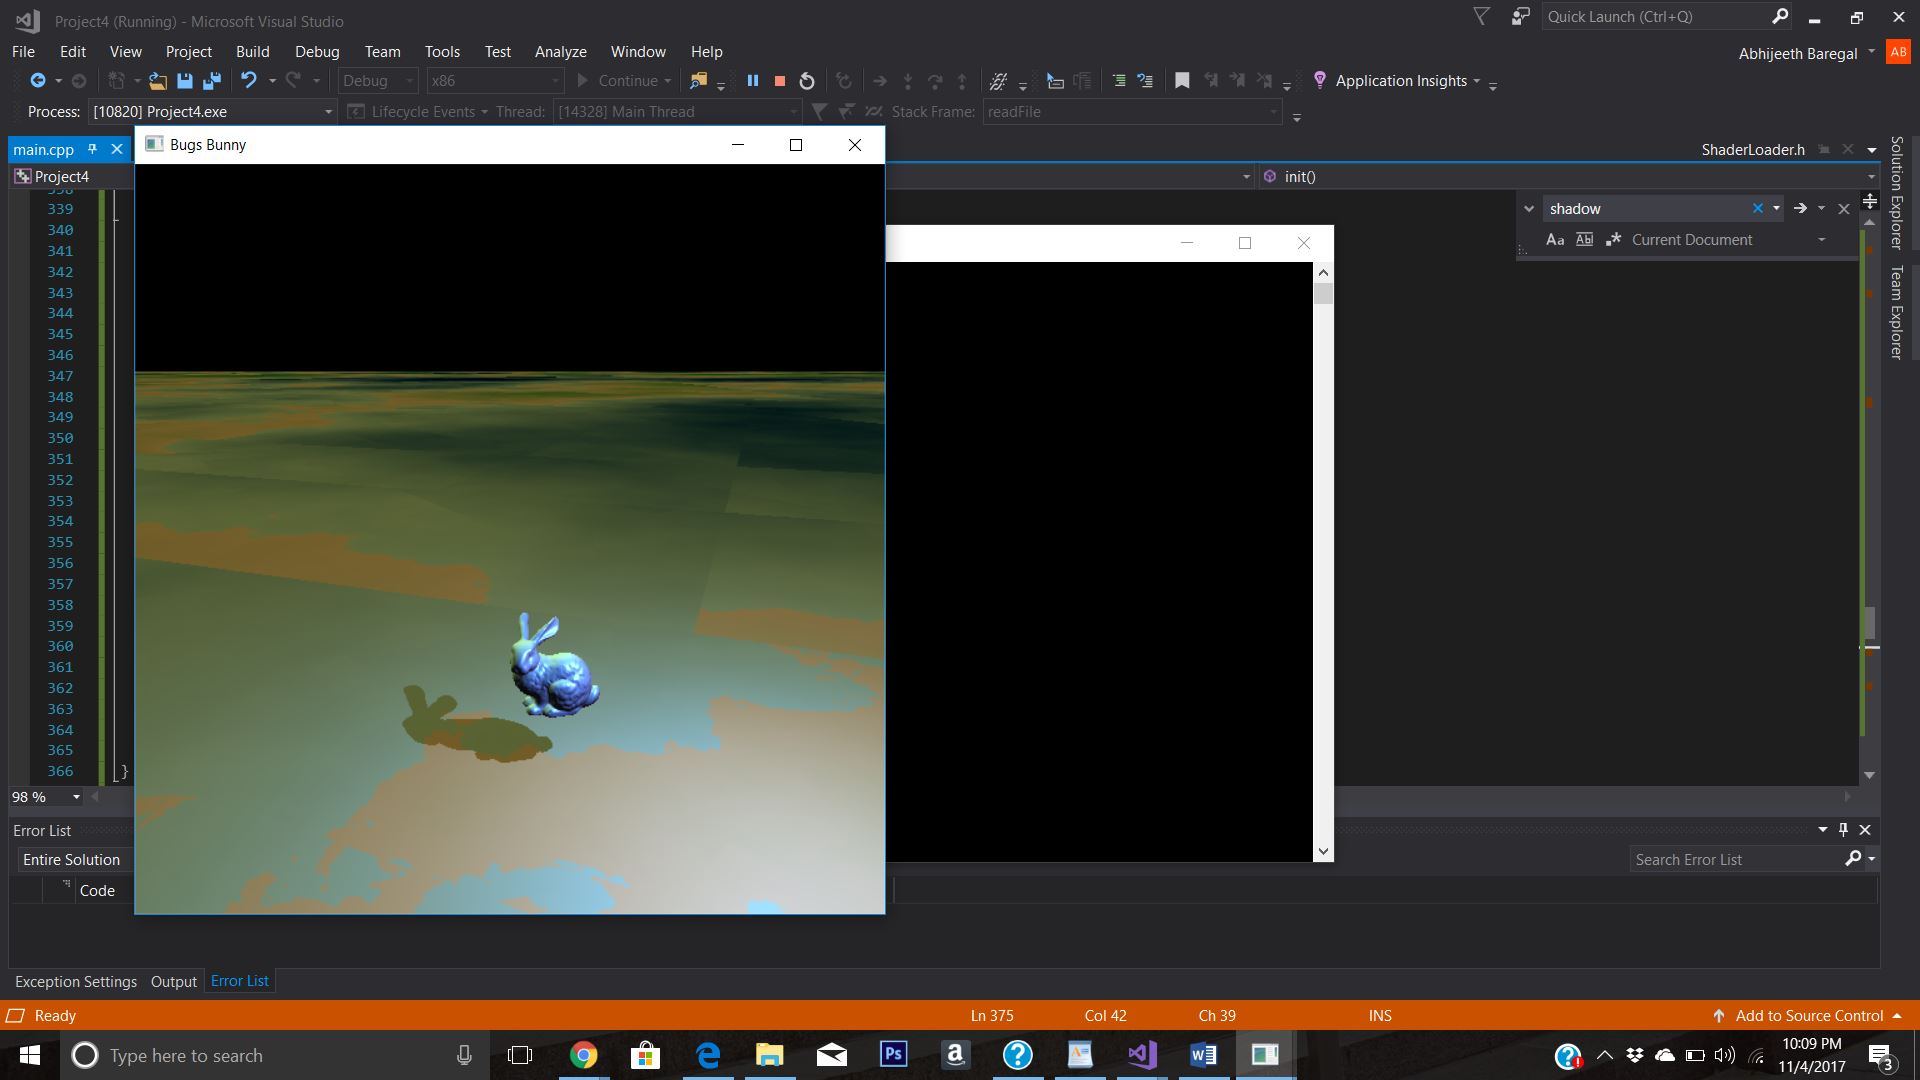 Project4 (Running) - Microsoft Visual Studio
Quick Launch (Ctrl+Q)
File Edit View Project Build Debug Team Tools Test Analyze Window Help
Abhijeeth Baregal
AB
Debug x86 Continue Application Insights
Process: [10820] Project4.exe Lifecycle Events Thread: [14328] Main Thread Stack Frame: readFile
main.cpp
Bugs Bunny
ShaderLoader.h
Project4
init()
Solution Explorer
Team Explorer
shadow
Aa Ab Current Document
338
339
340
341
342
343
344
345
346
347
348
349
350
351
352
353
354
355
356
357
358
359
360
361
362
363
364
365
366 }
98 %
Error List
Entire Solution
Search Error List
Code
Exception Settings Output Error List
Ready Ln 375 Col 42 Ch 39 INS Add to Source Control
Type here to search
Ps
a
10:09 PM
11/4/2017
3